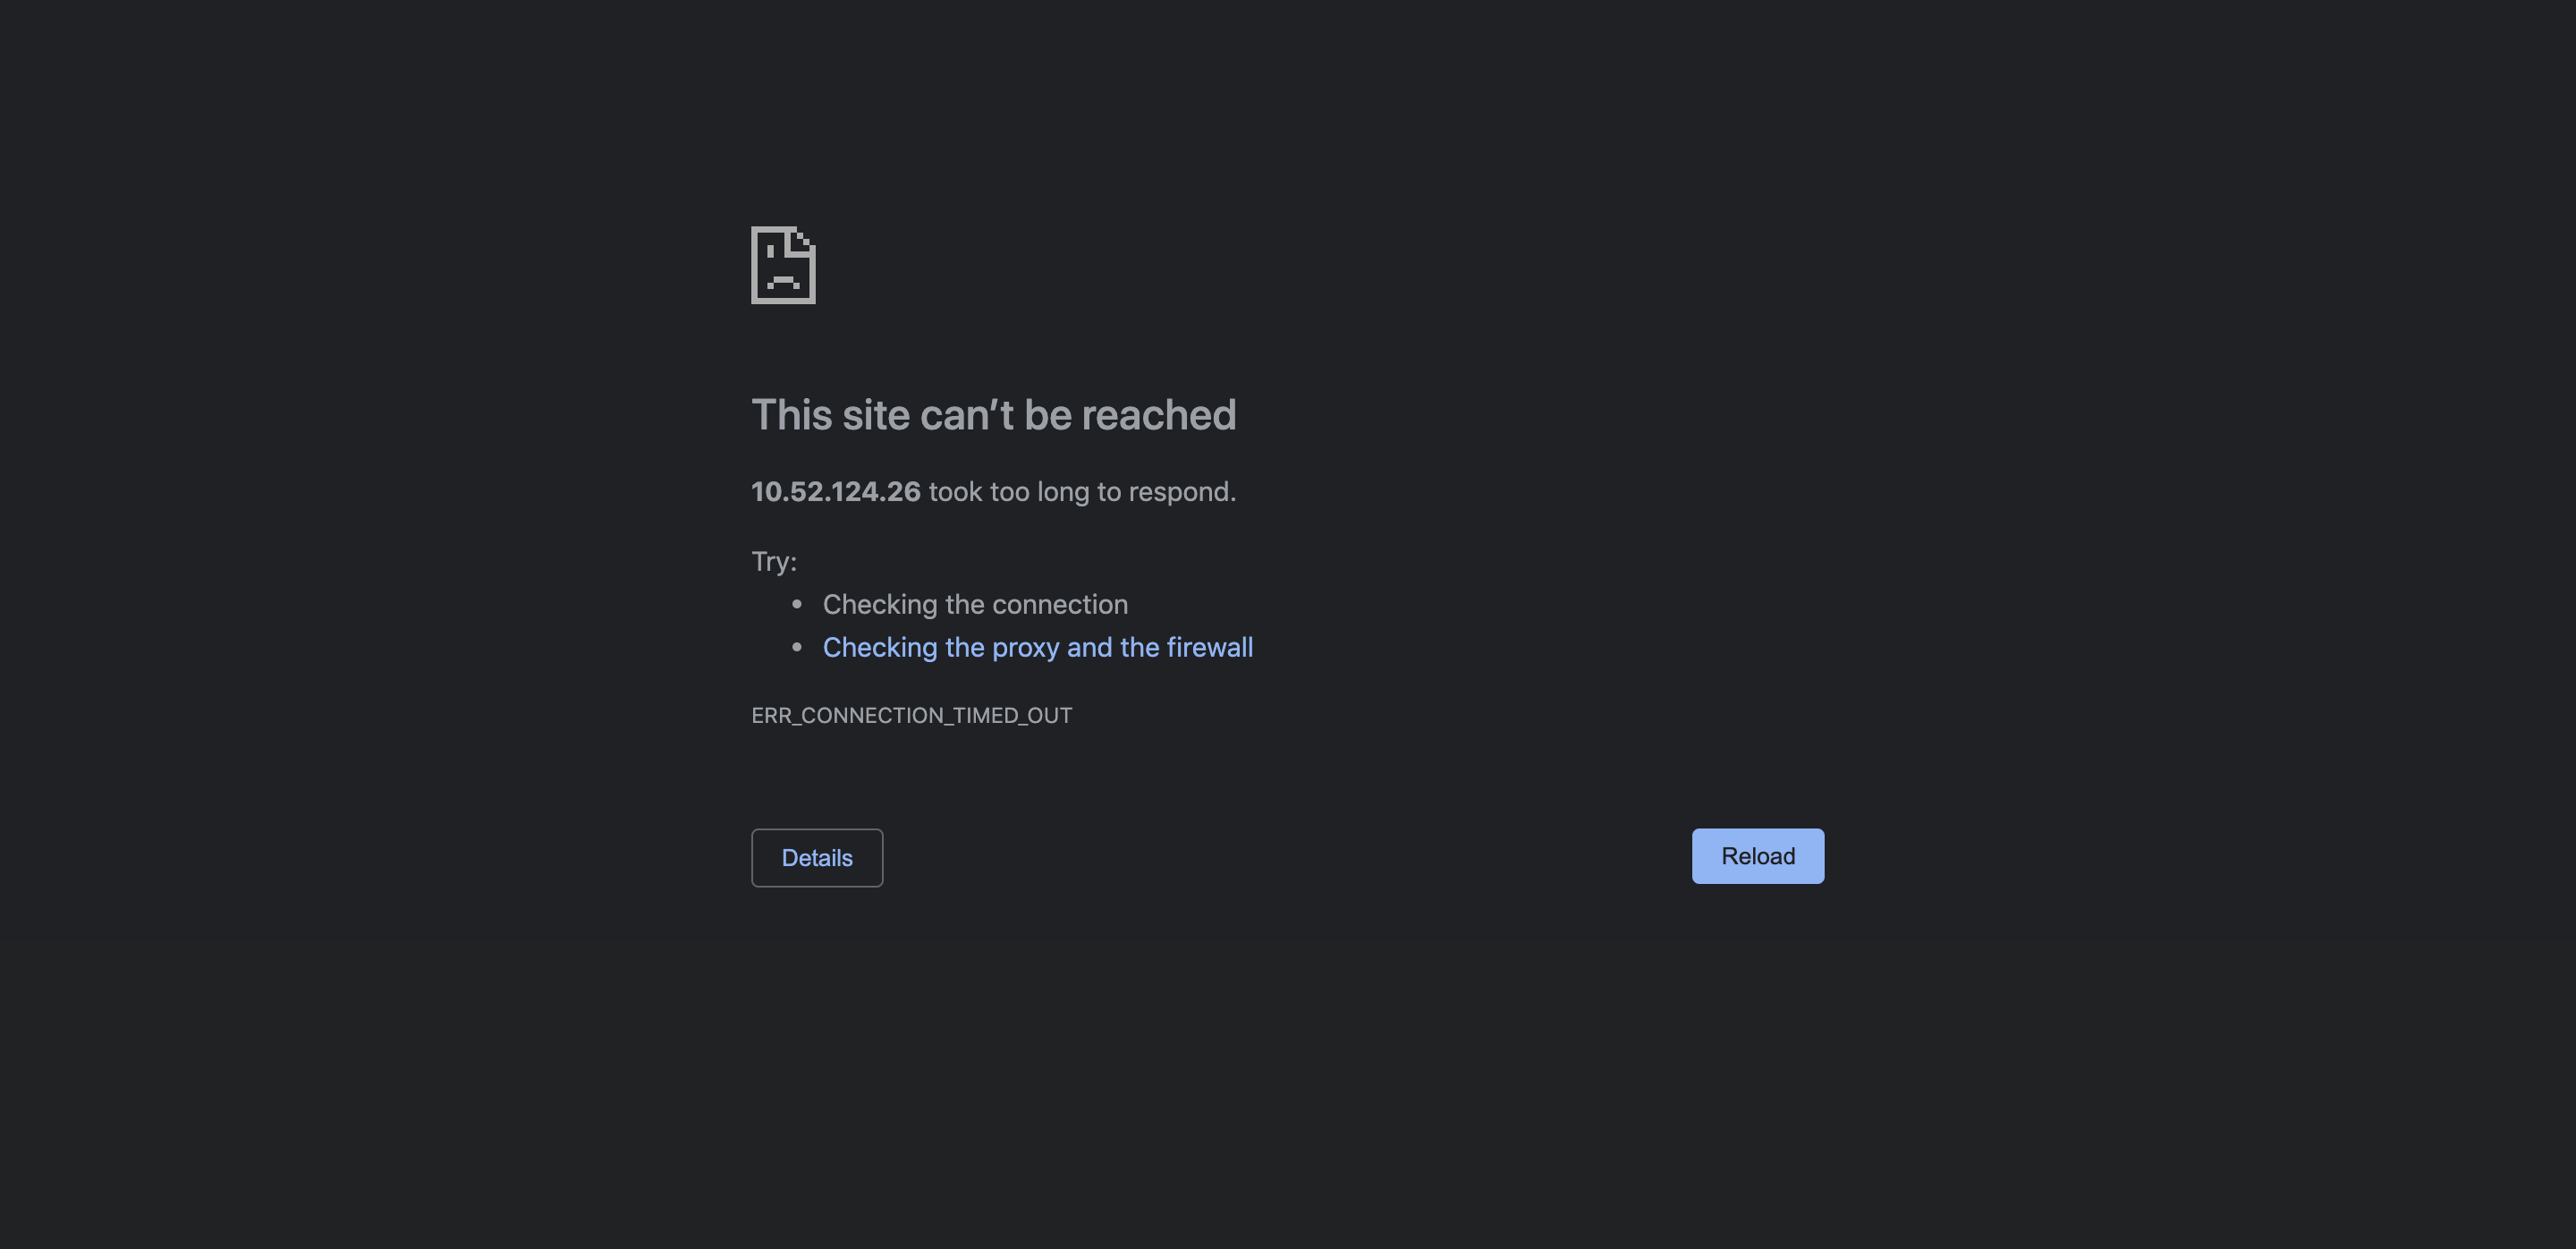 This site can’t be reached
10.52.124.26 took too long to respond.
Try:
• Checking the connection
• Checking the proxy and the firewall
ERR_CONNECTION_TIMED_OUT
Details
Reload